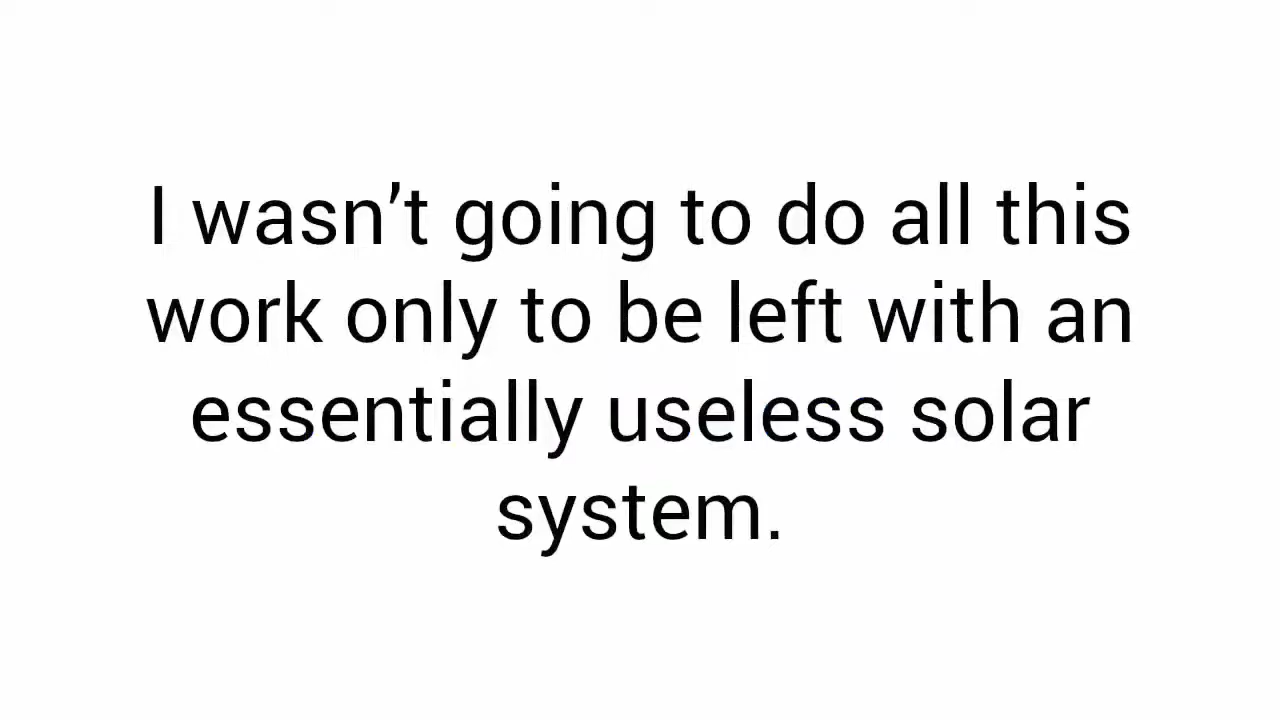 I wasn’t going to do all this
work only to be left with an
essentially useless solar
system.